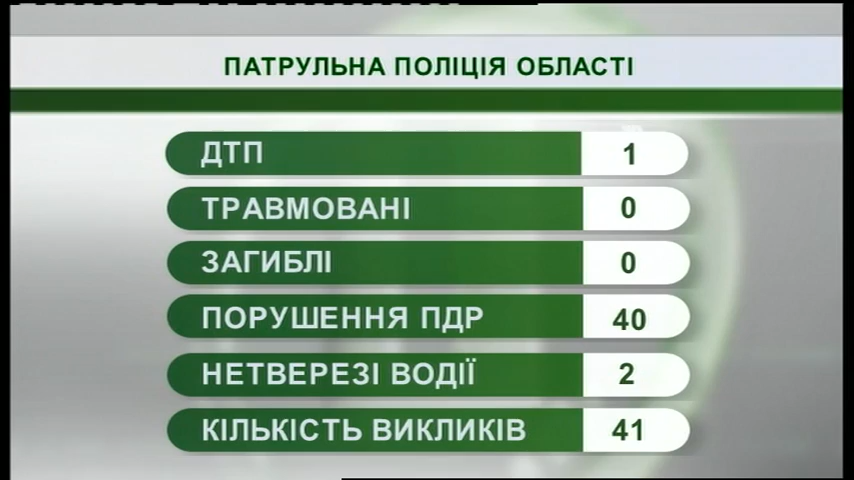 ПАТРУЛЬНА ПОЛІЦІЯ ОБЛАСТІ
ДТП 1
ТРАВМОВАНІ 0
ЗАГИБЛІ 0
ПОРУШЕННЯ ПДР 40
НЕТВЕРЕЗІ ВОДІЇ 2
КІЛЬКІСТЬ ВИКЛИКІВ 41